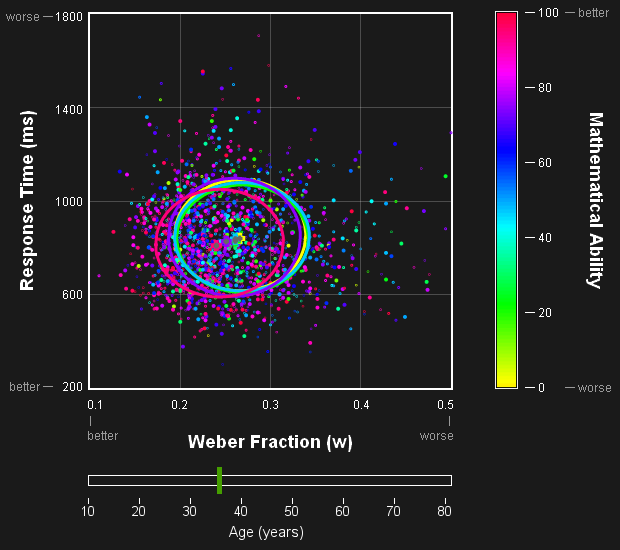 worse
1800
1400
1000
600
better
200
Response Time (ms)
0.1
0.2
0.3
0.4
0.5
better
worse
Weber Fraction (w)
100
better
80
60
40
20
0
worse
Mathematical Ability
10
20
30
40
50
60
70
80
Age (years)